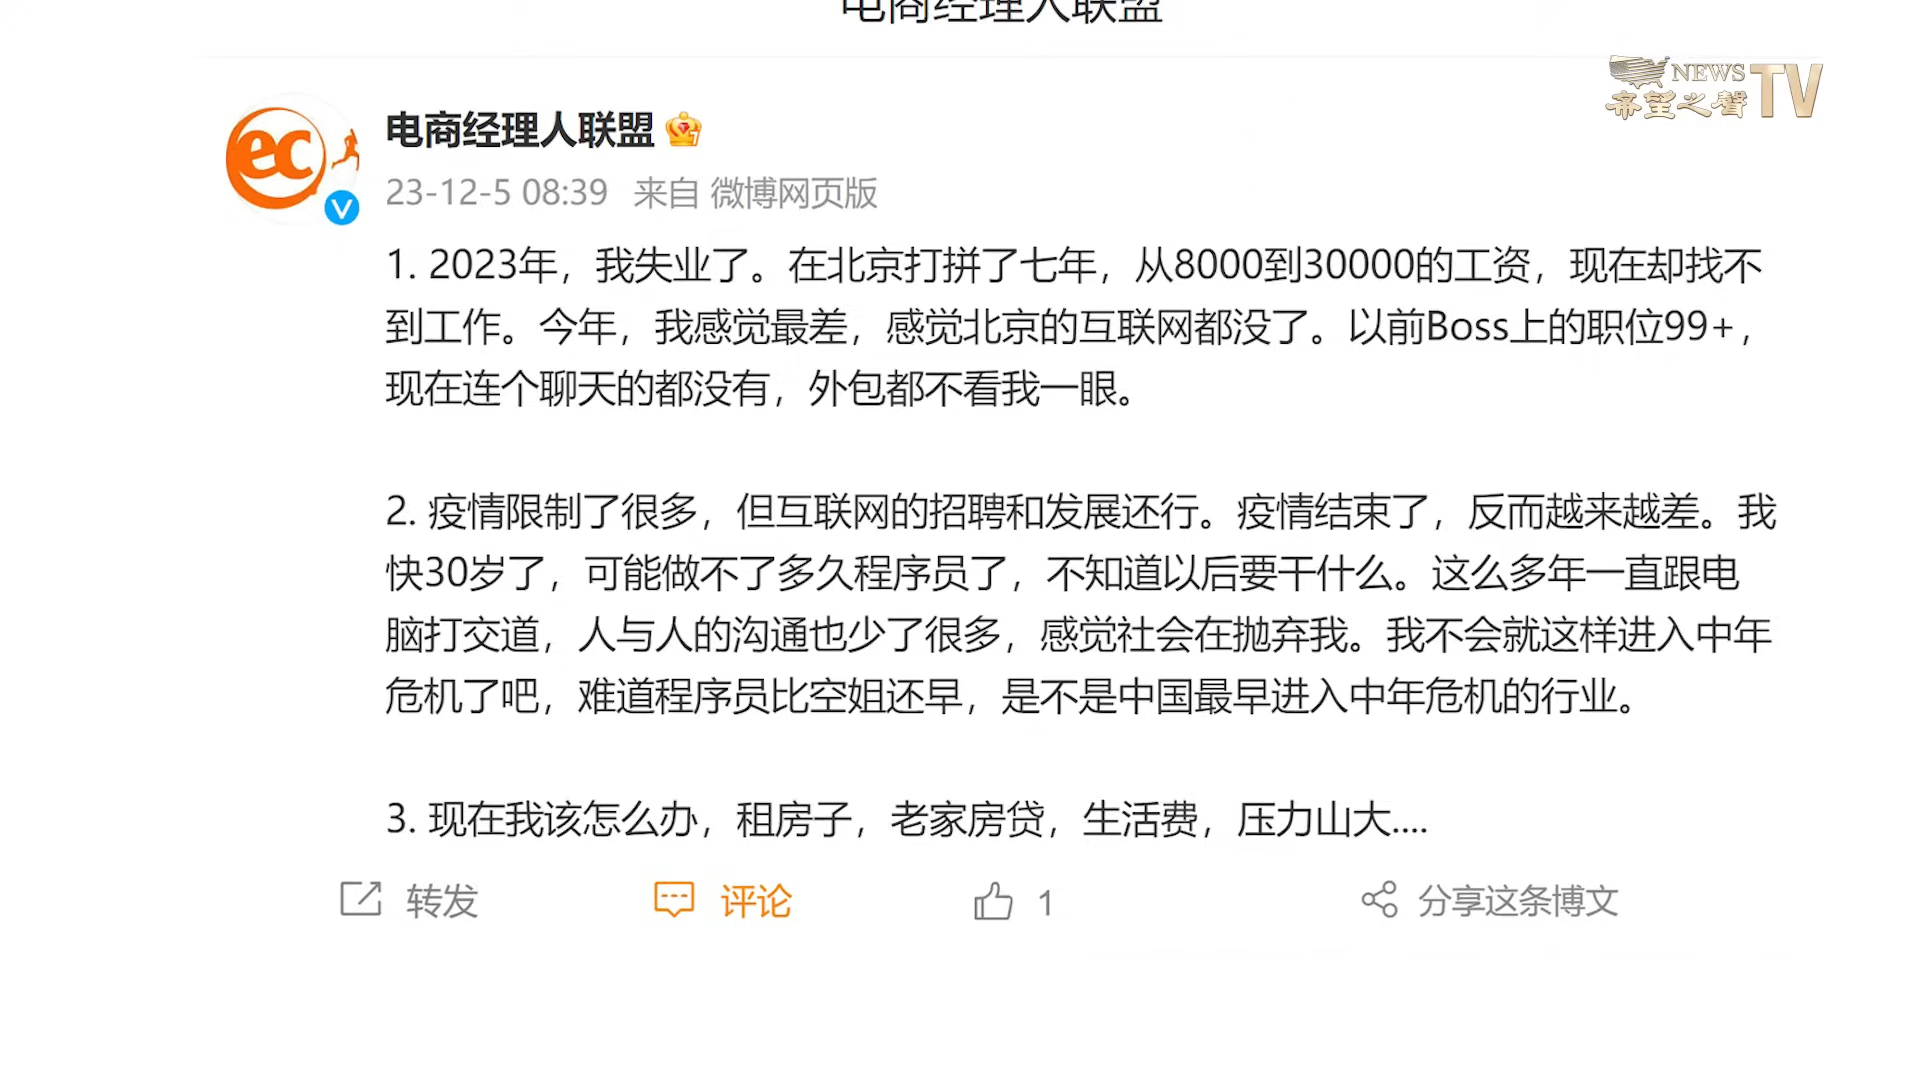 电商经理人联盟
NEWS
希望之聲 TV
ec
电商经理人联盟
V
23-12-5 08:39 来自 微博网页版
1. 2023年，我失业了。在北京打拼了七年，从8000到30000的工资，现在却找不
到工作。今年，我感觉最差，感觉北京的互联网都没了。以前Boss上的职位99+，
现在连个聊天的都没有，外包都不看我一眼。
2. 疫情限制了很多，但互联网的招聘和发展还行。疫情结束了，反而越来越差。我
快30岁了，可能做不了多久程序员了，不知道以后要干什么。这么多年一直跟电
脑打交道，人与人的沟通也少了很多，感觉社会在抛弃我。我不会就这样进入中年
危机了吧，难道程序员比空姐还早，是不是中国最早进入中年危机的行业。
3. 现在我该怎么办，租房子，老家房贷，生活费，压力山大....
转发 评论 1 分享这条博文